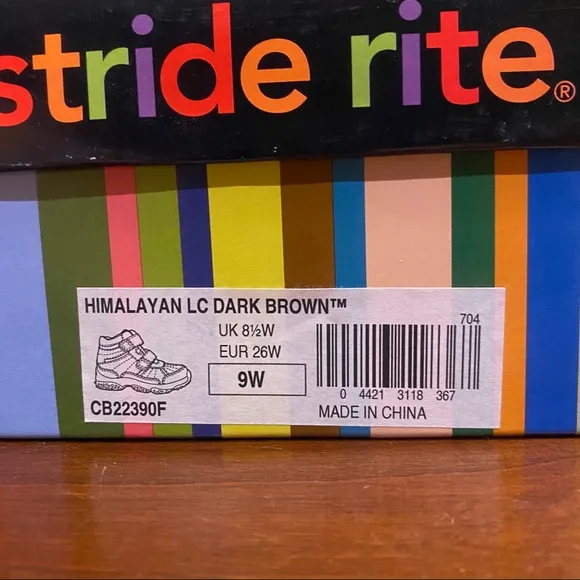 stride rite®
HIMALAYAN LC DARK BROWN™
704
UK 8½W
EUR 26W
9W
0 4421 3118 367
CB22390F
MADE IN CHINA